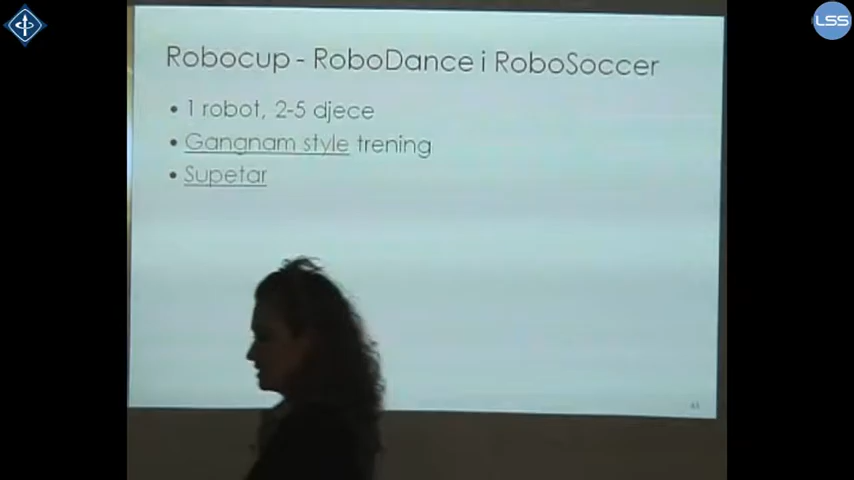 LSS
Robocup - RoboDance i RoboSoccer
• 1 robot, 2-5 djece
• Gangnam style trening
• Supetar